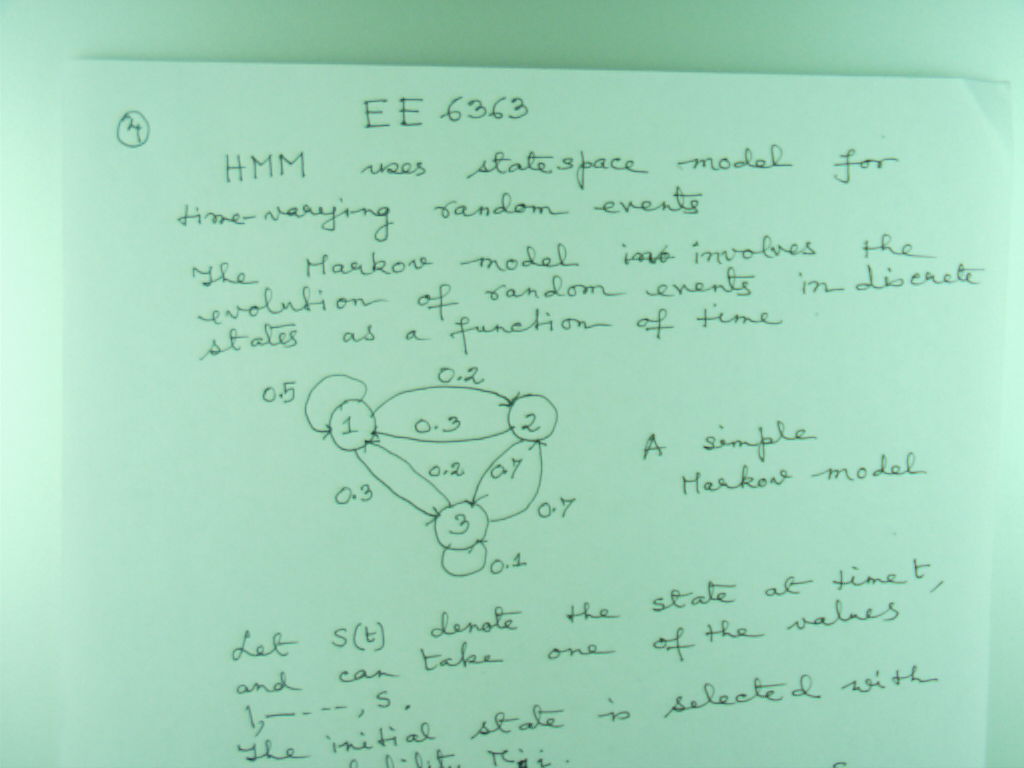 4
EE 6363
HMM uses state space model for
time-varying random events
The Markov model involves the
evolution of random events in discrete
states as a function of time
0.5
0.2
1
0.3
2
0.3
0.2
0.7
3
0.7
0.1
A simple
Markov model
Let S(t) denote the state at time t,
and can take one of the values
1,-----, S.
The initial state is selected with